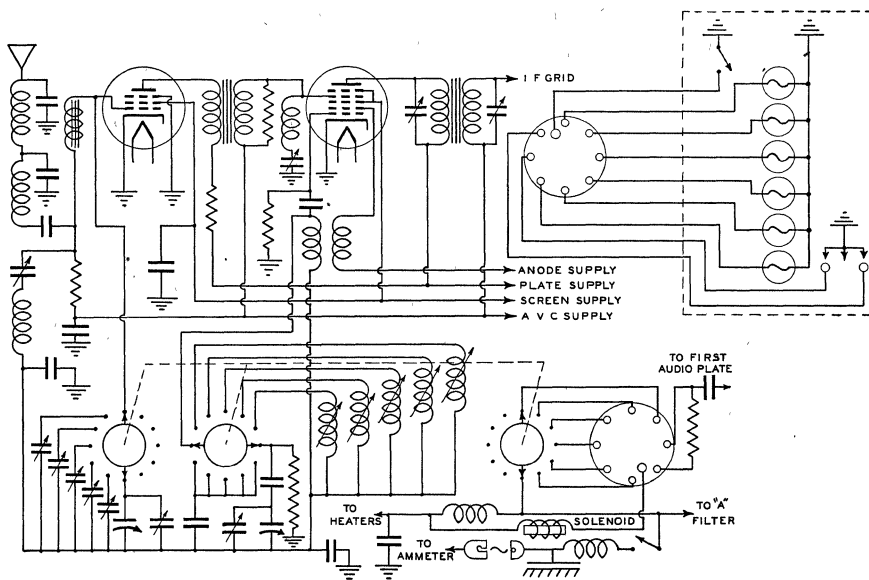 I F GRID
ANODE SUPPLY
PLATE SUPPLY
SCREEN SUPPLY
A V C SUPPLY
TO FIRST
AUDIO PLATE
TO
HEATERS
SOLENOID
TO "A"
FILTER
TO
AMMETER